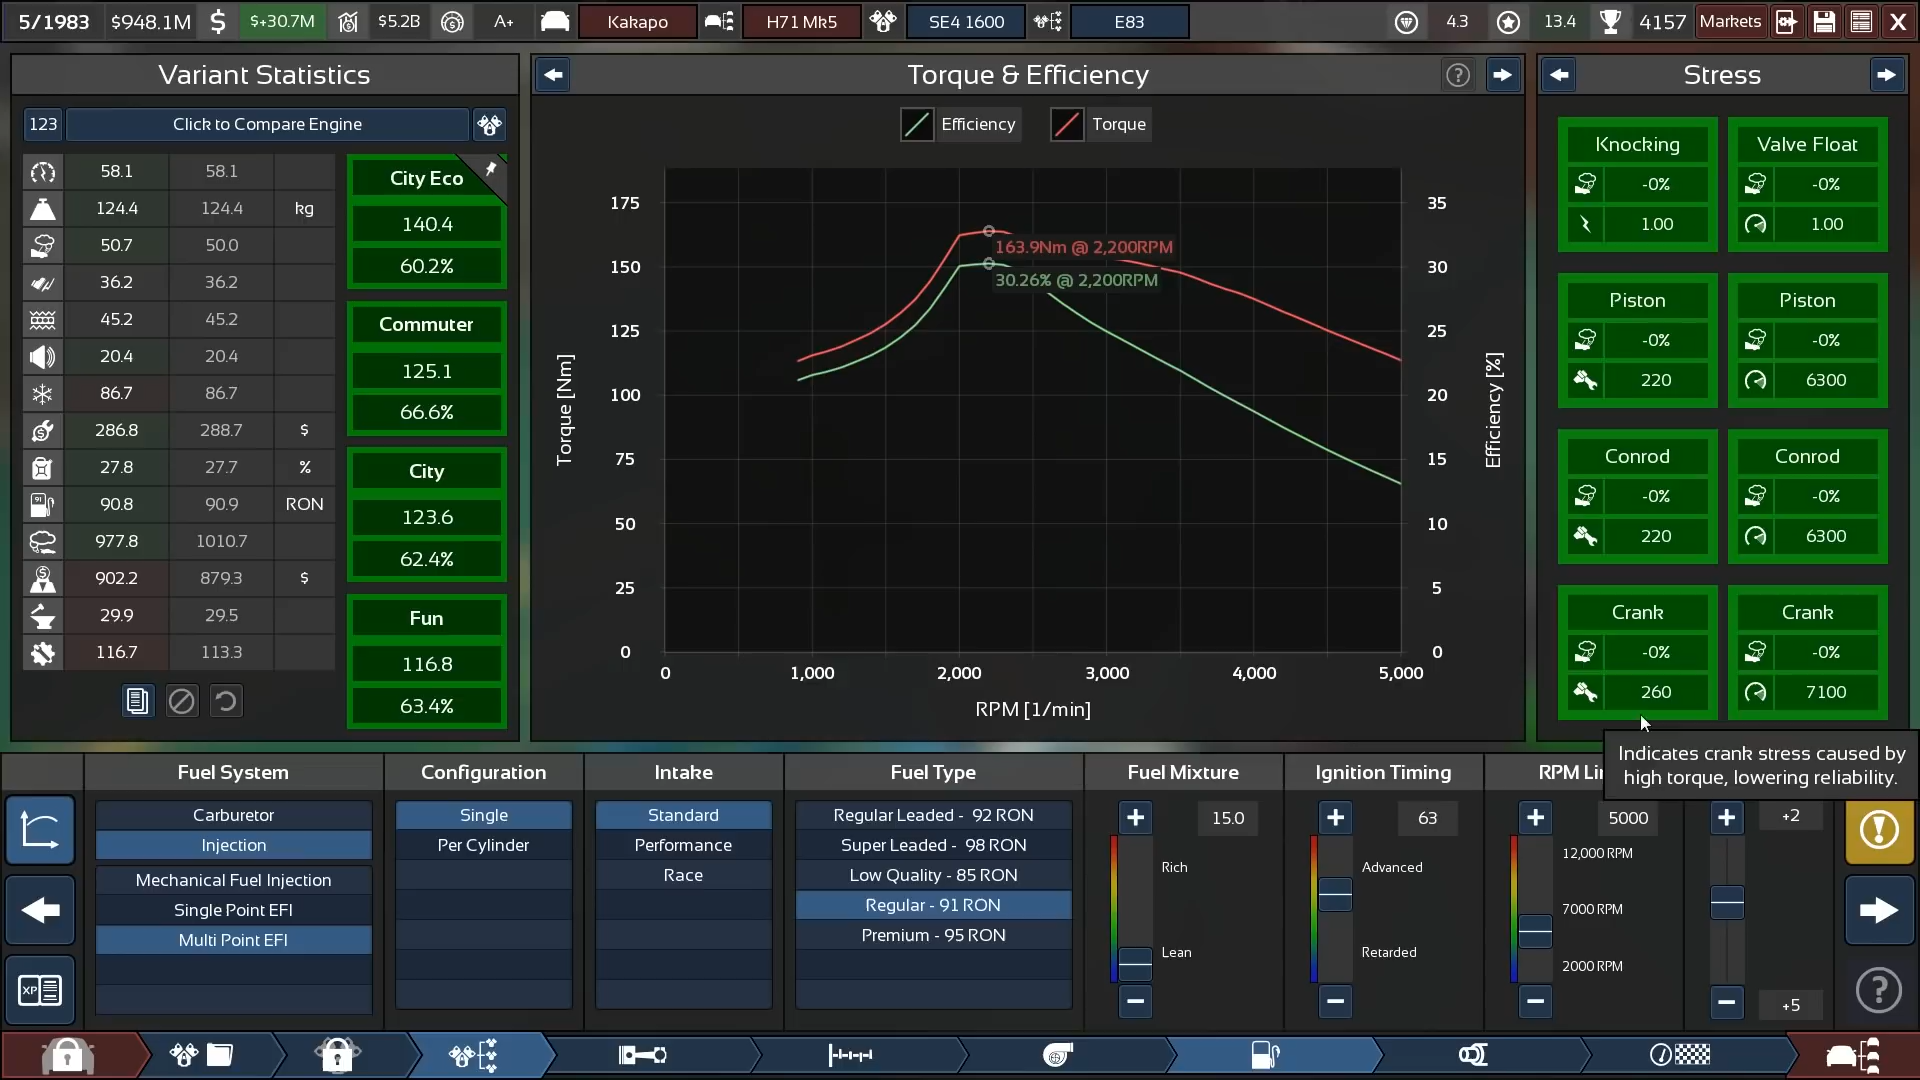 5/1983 $948.1M $+30.7M $5.2B A+ Kakapo H71 Mk5 SE4 1600 E83 4.3 13.4 4157 Markets X
Variant Statistics
123 Click to Compare Engine
58.1 58.1
124.4 124.4 kg
50.7 50.0
36.2 36.2
45.2 45.2
20.4 20.4
86.7 86.7
286.8 288.7 $
27.8 27.7 %
90.8 90.9 RON
977.8 1010.7
902.2 879.3 $
29.9 29.5
116.7 113.3
City Eco
140.4
60.2%
Commuter
125.1
66.6%
City
123.6
62.4%
Fun
116.8
63.4%
Torque & Efficiency
?
Efficiency Torque
175 35
150 30
125 25
100 20
75 15
50 10
25 5
0 0
163.9Nm @ 2,200RPM
30.26% @ 2,200RPM
Torque [Nm]
Efficiency [%]
0 1,000 2,000 3,000 4,000 5,000
RPM [1/min]
Stress
Knocking Valve Float
-0% -0%
1.00 1.00
Piston Piston
-0% -0%
220 6300
Conrod Conrod
-0% -0%
220 6300
Crank Crank
-0% -0%
260 7100
Indicates crank stress caused by
high torque, lowering reliability.
Fuel System
Carburetor
Injection
Mechanical Fuel Injection
Single Point EFI
Multi Point EFI
Configuration
Single
Per Cylinder
Intake
Standard
Performance
Race
Fuel Type
Regular Leaded - 92 RON
Super Leaded - 98 RON
Low Quality - 85 RON
Regular - 91 RON
Premium - 95 RON
Fuel Mixture
15.0
Rich
Lean
Ignition Timing
63
Advanced
Retarded
RPM Li
5000
12,000 RPM
7000 RPM
2000 RPM
+2
+5
XP
?